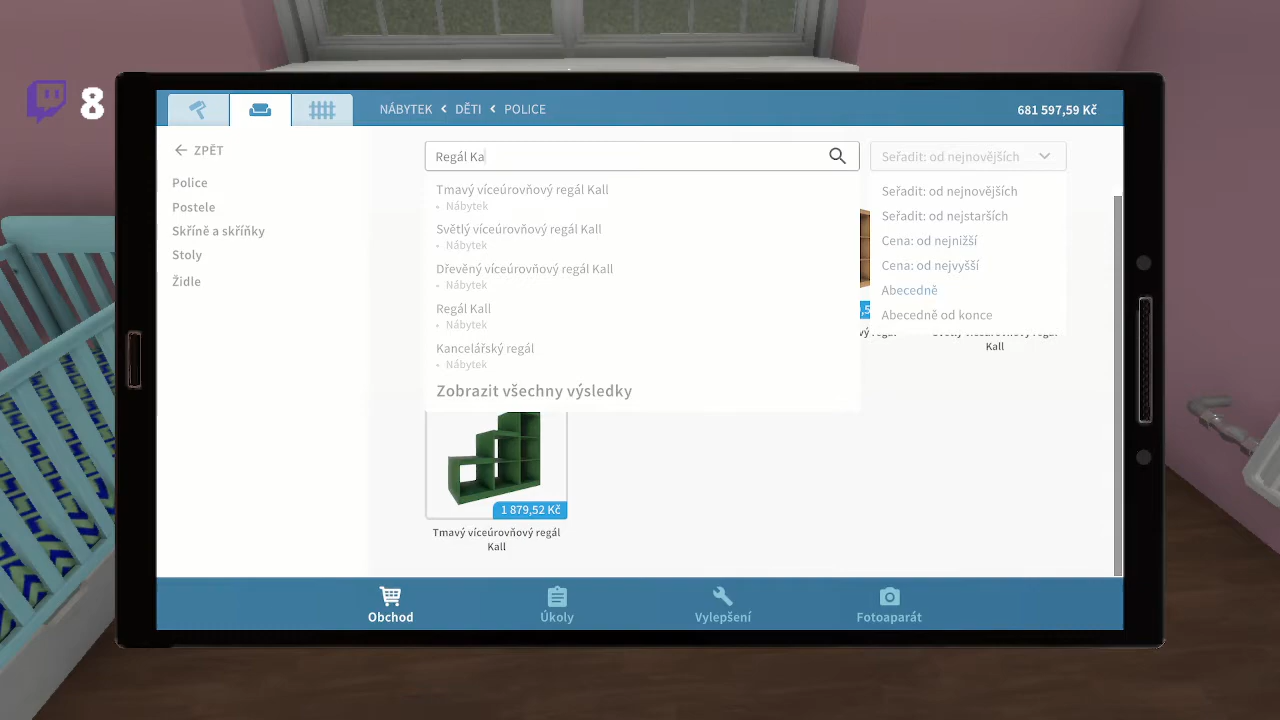 8
NÁBYTEK < DĚTI < POLICE
681 597,59 Kč
ZPĚT
Police
Postele
Skříně a skříňky
Stoly
Židle
Regál Ka
Tmavý víceúrovňový regál Kall
• Nábytek
Světlý víceúrovňový regál Kall
• Nábytek
Dřevěný víceúrovňový regál Kall
• Nábytek
Regál Kall
• Nábytek
Kancelářský regál
• Nábytek
Zobrazit všechny výsledky
Seřadit: od nejnovějších
Seřadit: od nejnovějších
Seřadit: od nejstarších
Cena: od nejnižší
Cena: od nejvyšší
Abecedně
Abecedně od konce
Kall
1 879,52 Kč
Tmavý víceúrovňový regál
Kall
Obchod
Úkoly
Vylepšení
Fotoaparát